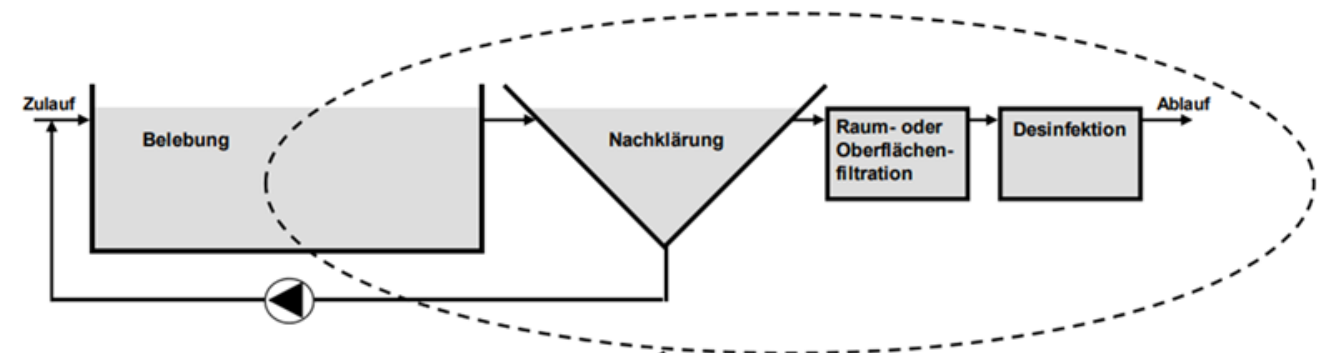 Zulauf
Belebung
Nachklärung
Raum- oder
Oberflächen-
filtration
Desinfektion
Ablauf